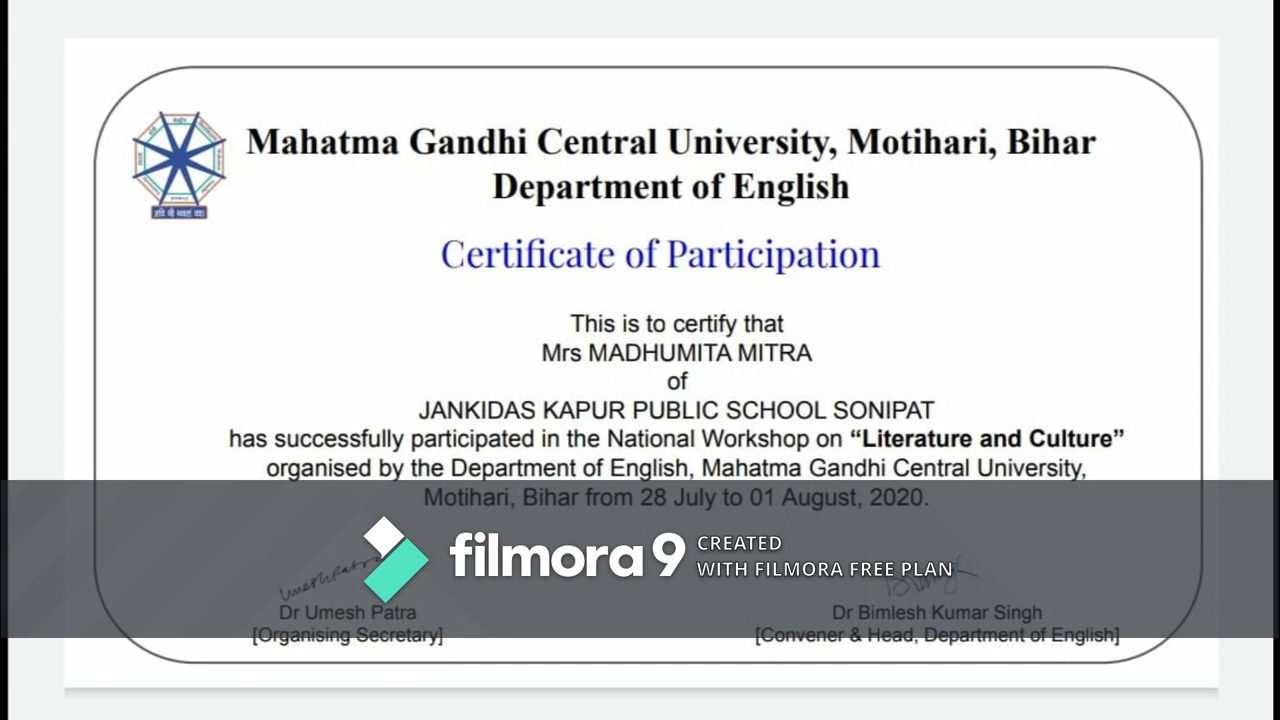 Mahatma Gandhi Central University, Motihari, Bihar
Department of English
Certificate of Participation
This is to certify that
Mrs MADHUMITA MITRA
of
JANKIDAS KAPUR PUBLIC SCHOOL SONIPAT
has successfully participated in the National Workshop on “Literature and Culture”
organised by the Department of English, Mahatma Gandhi Central University,
Motihari, Bihar from 28 July to 01 August, 2020.
filmora9 CREATED
WITH FILMORA FREE PLAN
Umesh Patra
Dr Umesh Patra
[Organising Secretary]
Dr Bimlesh Kumar Singh
[Convener & Head, Department of English]